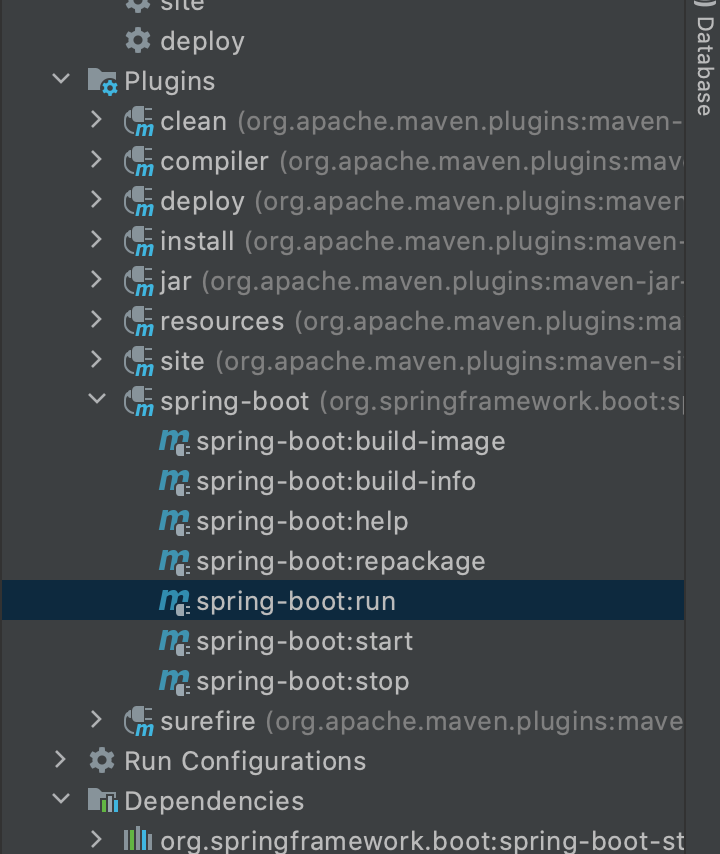 site
deploy
Plugins
clean (org.apache.maven.plugins:maven-
compiler (org.apache.maven.plugins:mav
deploy (org.apache.maven.plugins:maven
install (org.apache.maven.plugins:maven-
jar (org.apache.maven.plugins:maven-jar-
resources (org.apache.maven.plugins:ma
site (org.apache.maven.plugins:maven-si
spring-boot (org.springframework.boot:sp
spring-boot:build-image
spring-boot:build-info
spring-boot:help
spring-boot:repackage
spring-boot:run
spring-boot:start
spring-boot:stop
surefire (org.apache.maven.plugins:mave
Run Configurations
Dependencies
org.springframework.boot:spring-boot-st
Database